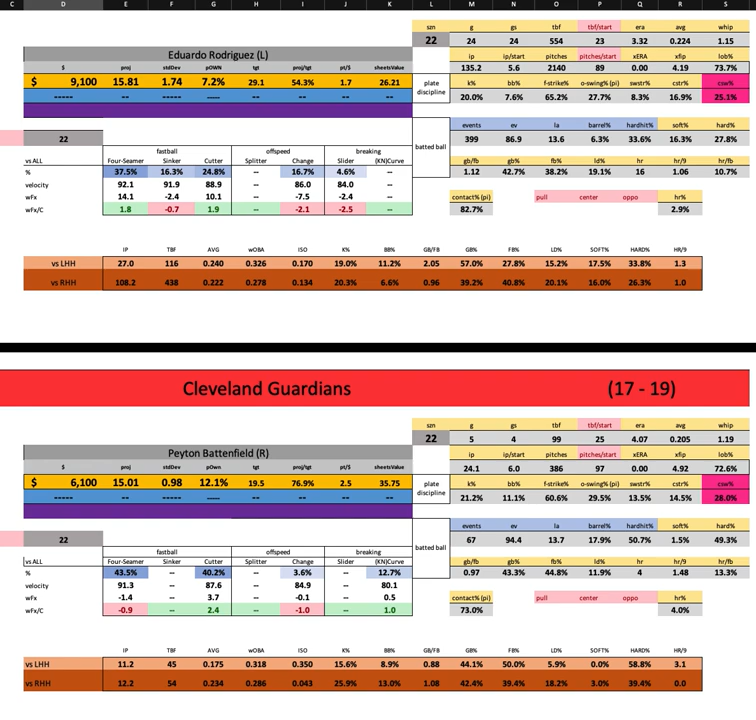 C D E F G H I J K L M N O P Q R S
szn g gs tbf tbf/start era avg whip
22 24 24 554 23 3.32 0.224 1.15
Eduardo Rodriguez (L)
ip ip/gs pitches pitches/start xERA xfip lob%
135.2 5.6 2140 89 0.00 4.19 73.7%
$ proj stdDev pOWN tgt proj/tgt pt/$ sheetsValue
$ 9,100 15.81 1.74 7.2% 29.1 54.3% 1.7 26.21
plate discipline
k% bb% f-strike% o-swing% (pi) swstr% cstr% csw%
20.0% 7.6% 65.2% 27.7% 8.3% 16.9% 25.1%
----- -- -- -- -- -- -- --
events ev la barrel% hardhit% soft% hard%
22 399 86.9 13.6 6.3% 33.6% 16.3% 27.8%
fastball offspeed breaking batted ball
vs ALL Four-Seamer Sinker Cutter Splitter Change Slider (KN)Curve
gb/fb gb% fb% ld% hr hr/9 hr/fb
% 37.5% 16.3% 24.8% -- 16.7% 4.6% --
1.12 42.7% 38.2% 19.1% 16 1.06 10.7%
velocity 92.1 91.9 88.9 -- 86.0 84.0 --
wFx 14.1 -2.4 10.1 -- -7.5 -2.4 --
contact% (pi) pull center oppo hr%
wFx/C 1.8 -0.7 1.9 -- -2.1 -2.5 --
82.7% 2.9%
IP TBF AVG wOBA ISO K% BB% GB/FB GB% FB% LD% SOFT% HARD% HR/9
vs LHH 27.0 116 0.240 0.326 0.170 19.0% 11.2% 2.05 57.0% 27.8% 15.2% 17.5% 33.8% 1.3
vs RHH 108.2 438 0.222 0.278 0.134 20.3% 6.6% 0.96 39.2% 40.8% 20.1% 16.0% 26.3% 1.0
Cleveland Guardians (17 - 19)
szn g gs tbf tbf/start era avg whip
22 5 4 99 25 4.07 0.205 1.19
Peyton Battenfield (R)
ip ip/gs pitches pitches/start xERA xfip lob%
24.1 6.0 386 97 0.00 4.92 72.6%
$ proj stdDev pOwn tgt proj/tgt pt/$ sheetsValue
$ 6,100 15.01 0.98 12.1% 19.5 76.9% 2.5 35.75
plate discipline
k% bb% f-strike% o-swing% (pi) swstr% cstr% csw%
21.2% 11.1% 60.6% 29.5% 13.5% 14.5% 28.0%
----- -- -- -- -- -- -- --
events ev la barrel% hardhit% soft% hard%
22 67 94.4 13.7 17.9% 50.7% 1.5% 49.3%
fastball offspeed breaking batted ball
vs ALL Four-Seamer Sinker Cutter Splitter Change Slider (KN)Curve
gb/fb gb% fb% ld% hr hr/9 hr/fb
% 43.5% -- 40.2% -- 3.6% -- 12.7%
0.97 43.3% 44.8% 11.9% 4 1.48 13.3%
velocity 91.3 -- 87.6 -- 84.9 -- 80.1
wFx -1.4 -- 3.7 -- -0.1 -- 0.5
contact% (pi) pull center oppo hr%
wFx/C -0.9 -- 2.4 -- -1.0 -- 1.0
73.0% 4.0%
IP TBF AVG wOBA ISO K% BB% GB/FB GB% FB% LD% SOFT% HARD% HR/9
vs LHH 11.2 45 0.175 0.318 0.350 15.6% 8.9% 0.88 44.1% 50.0% 5.9% 0.0% 58.8% 3.1
vs RHH 12.2 54 0.234 0.286 0.043 25.9% 13.0% 1.08 42.4% 39.4% 18.2% 3.0% 39.4% 0.0